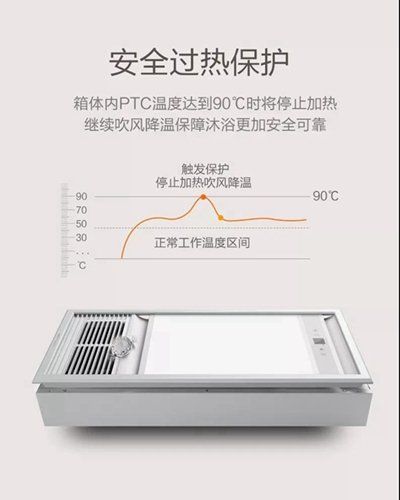 安全过热保护
箱体内PTC温度达到90℃时将停止加热
继续吹风降温保障沐浴更加安全可靠
触发保护
停止加热吹风降温
90
90℃
70
50
30
正常工作温度区间
...
℃